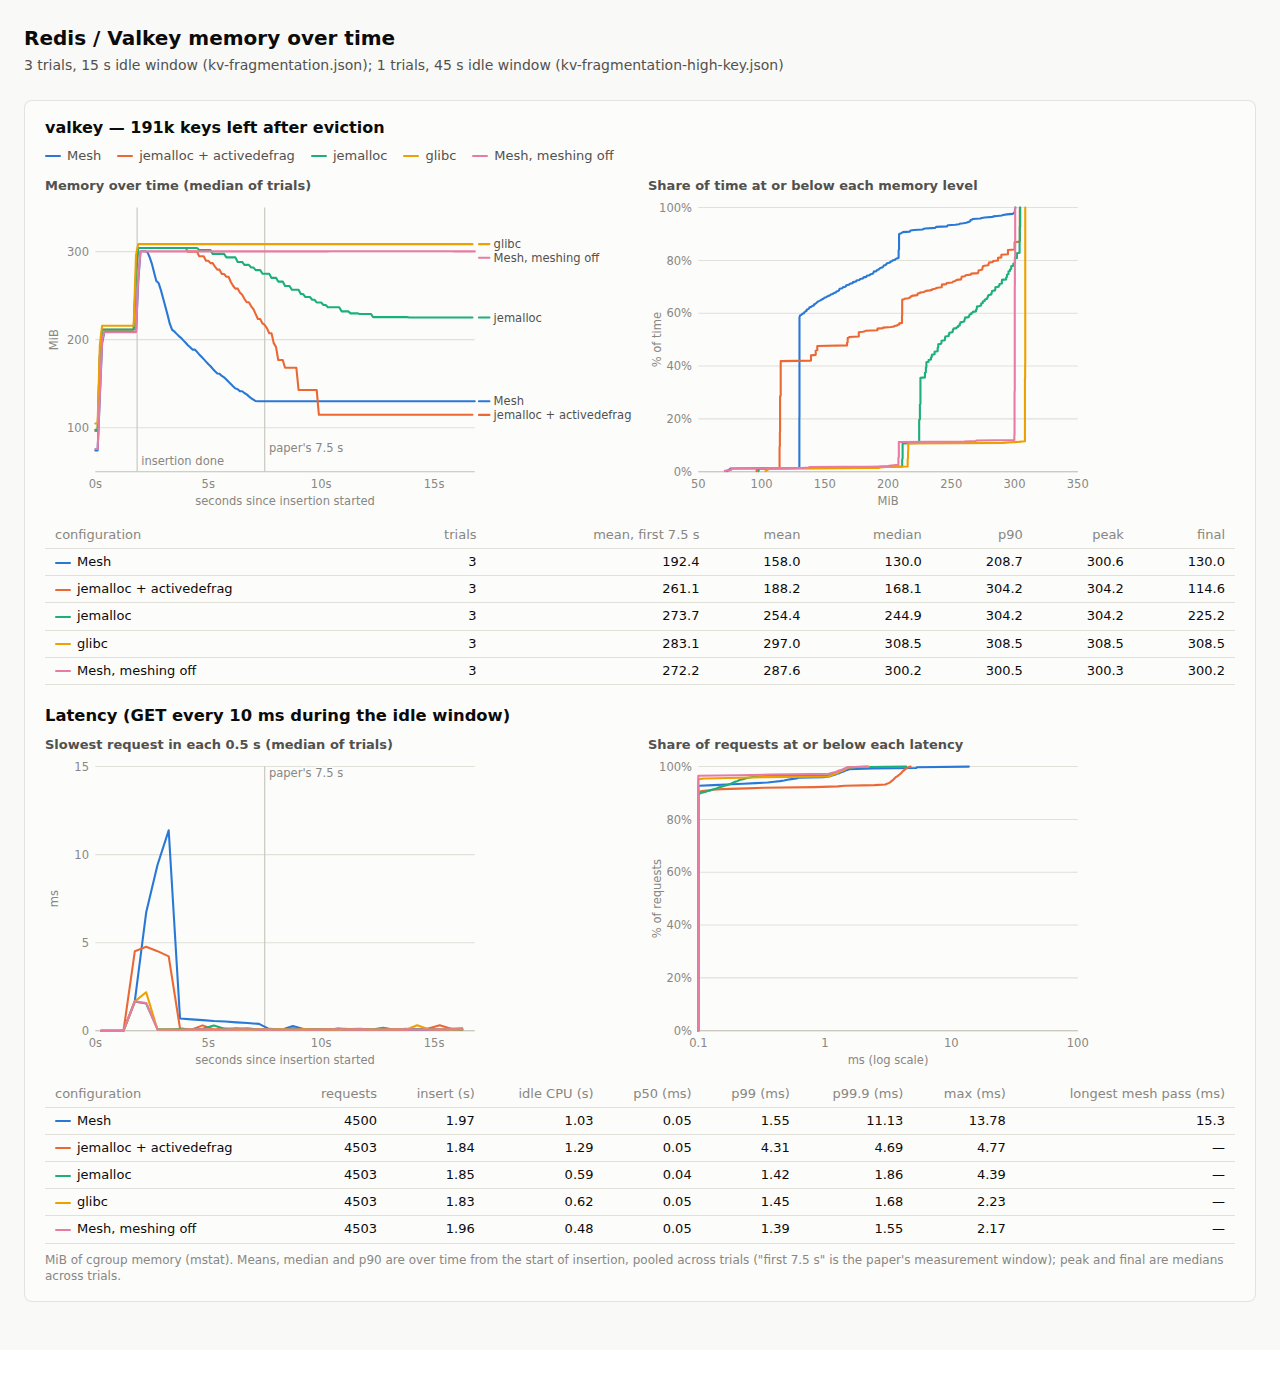 Redis / Valkey memory over time
3 trials, 15 s idle window (kv-fragmentation.json); 1 trials, 45 s idle window (kv-fragmentation-high-key.json)
valkey — 191k keys left after eviction
Mesh jemalloc + activedefrag jemalloc glibc Mesh, meshing off
Memory over time (median of trials)
300
200
100
MiB
glibc
Mesh, meshing off
jemalloc
Mesh
jemalloc + activedefrag
paper's 7.5 s
insertion done
0s 5s 10s 15s
seconds since insertion started
Share of time at or below each memory level
100%
80%
60%
40%
20%
0%
% of time
50 100 150 200 250 300 350
MiB
configuration trials mean, first 7.5 s mean median p90 peak final
Mesh 3 192.4 158.0 130.0 208.7 300.6 130.0
jemalloc + activedefrag 3 261.1 188.2 168.1 304.2 304.2 114.6
jemalloc 3 273.7 254.4 244.9 304.2 304.2 225.2
glibc 3 283.1 297.0 308.5 308.5 308.5 308.5
Mesh, meshing off 3 272.2 287.6 300.2 300.5 300.3 300.2
Latency (GET every 10 ms during the idle window)
Slowest request in each 0.5 s (median of trials)
15
10
5
0
ms
paper's 7.5 s
0s 5s 10s 15s
seconds since insertion started
Share of requests at or below each latency
100%
80%
60%
40%
20%
0%
% of requests
0.1 1 10 100
ms (log scale)
configuration requests insert (s) idle CPU (s) p50 (ms) p99 (ms) p99.9 (ms) max (ms) longest mesh pass (ms)
Mesh 4500 1.97 1.03 0.05 1.55 11.13 13.78 15.3
jemalloc + activedefrag 4503 1.84 1.29 0.05 4.31 4.69 4.77 —
jemalloc 4503 1.85 0.59 0.04 1.42 1.86 4.39 —
glibc 4503 1.83 0.62 0.05 1.45 1.68 2.23 —
Mesh, meshing off 4503 1.96 0.48 0.05 1.39 1.55 2.17 —
MiB of cgroup memory (mstat). Means, median and p90 are over time from the start of insertion, pooled across trials ("first 7.5 s" is the paper's measurement window); peak and final are medians
across trials.